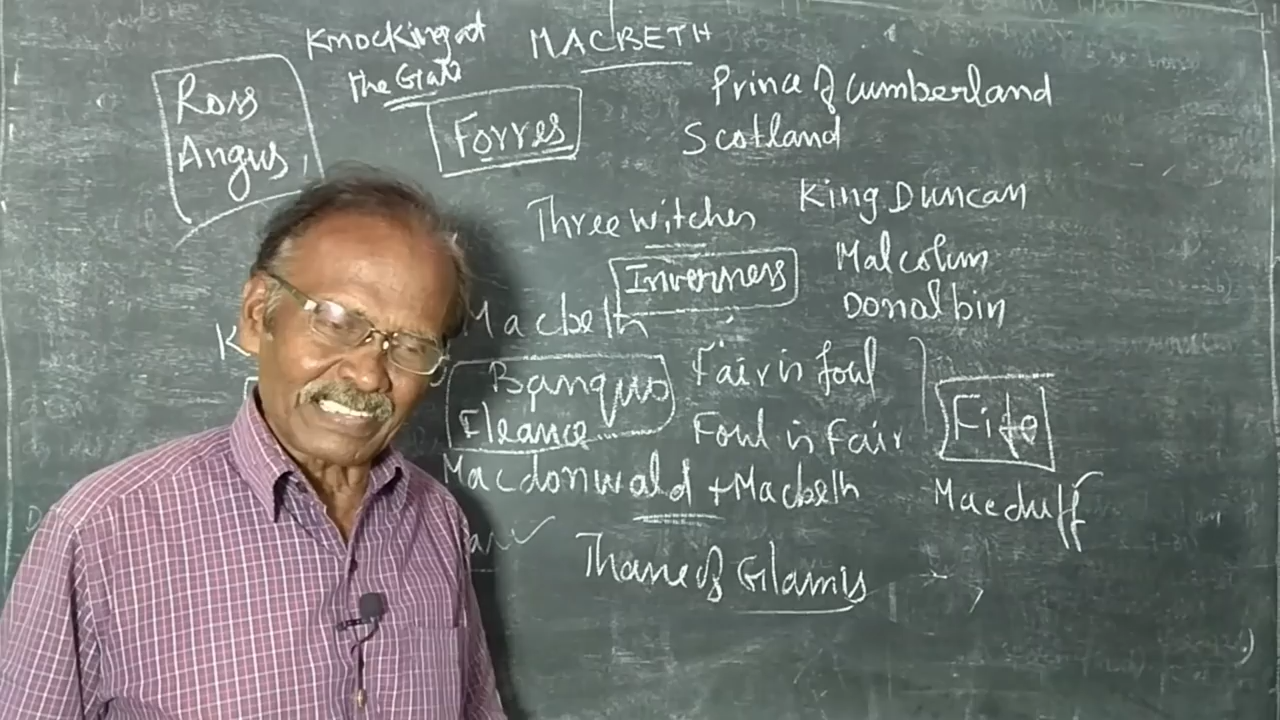 Knocking at
the Gate
MACBETH
Ross
Angus,
Forres
Prince of Cumberland
Scotland
King Duncan
Three witches
Malcolm
Donalbin
Inverness
Macbeth
K
Banquo
Fleance
Fair is foul
Foul is Fair
Fife
Macdonwald + Macbeth
Macduff
Thane of Glamis